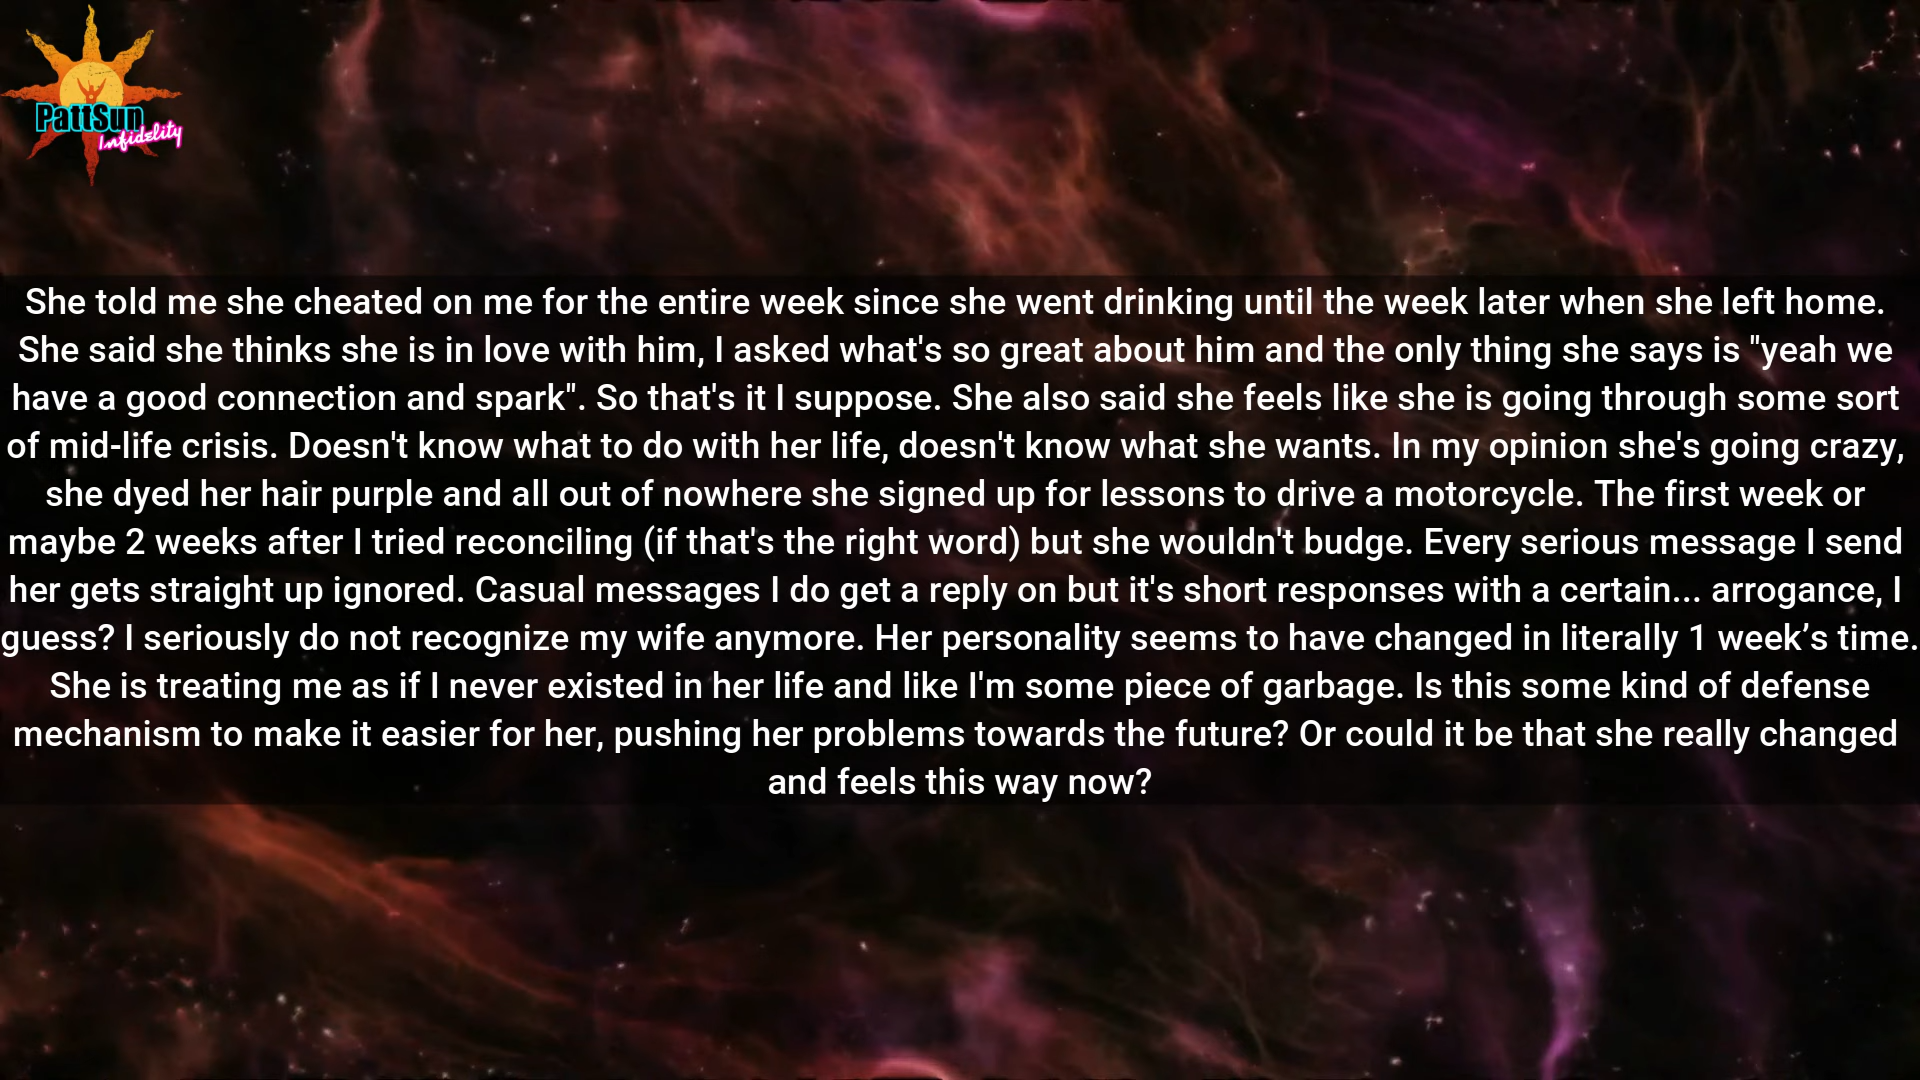 PattSun
Infidelity
She told me she cheated on me for the entire week since she went drinking until the week later when she left home.
She said she thinks she is in love with him, I asked what's so great about him and the only thing she says is "yeah we
have a good connection and spark". So that's it I suppose. She also said she feels like she is going through some sort
of mid-life crisis. Doesn't know what to do with her life, doesn't know what she wants. In my opinion she's going crazy,
she dyed her hair purple and all out of nowhere she signed up for lessons to drive a motorcycle. The first week or
maybe 2 weeks after I tried reconciling (if that's the right word) but she wouldn't budge. Every serious message I send
her gets straight up ignored. Casual messages I do get a reply on but it's short responses with a certain... arrogance, I
guess? I seriously do not recognize my wife anymore. Her personality seems to have changed in literally 1 week’s time.
She is treating me as if I never existed in her life and like I'm some piece of garbage. Is this some kind of defense
mechanism to make it easier for her, pushing her problems towards the future? Or could it be that she really changed
and feels this way now?